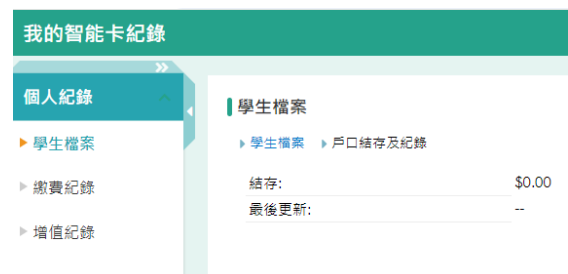 我的智能卡紀錄
個人紀錄
學生檔案
繳費紀錄
增值紀錄
學生檔案
學生檔案 戶口結存及紀錄
結存: $0.00
最後更新: --